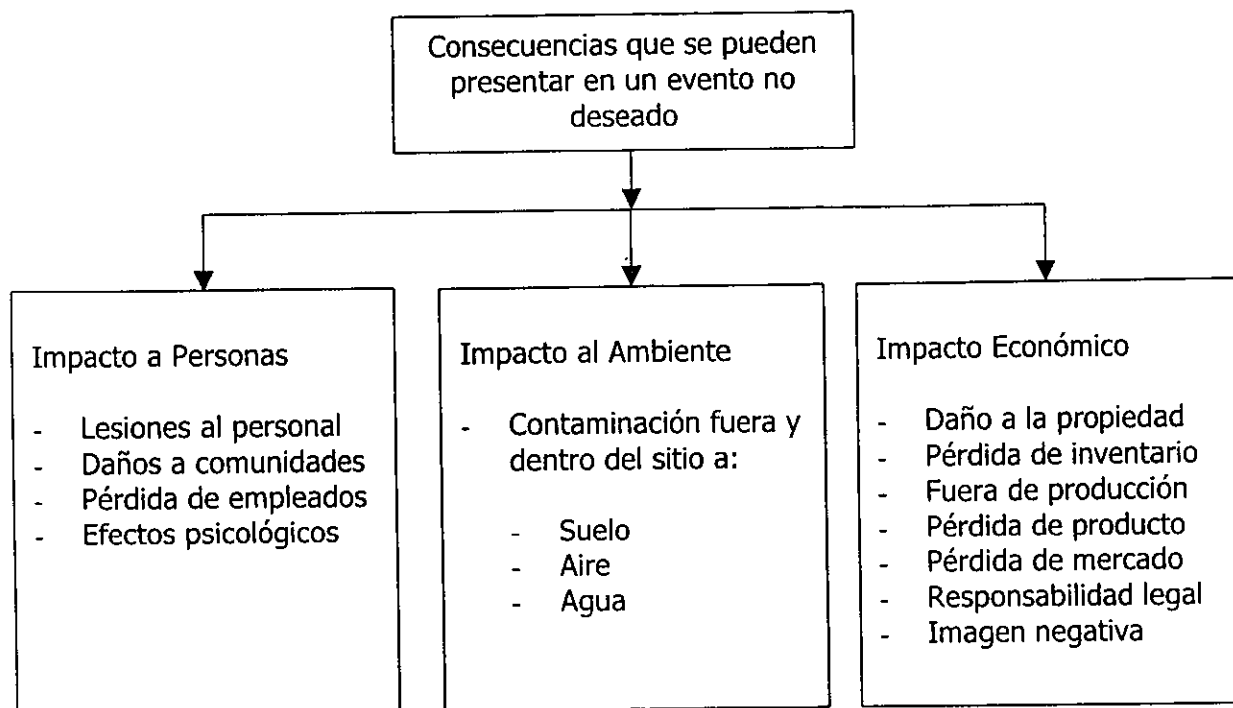 Consecuencias que se pueden
presentar en un evento no
deseado
Impacto a Personas
- Lesiones al personal
- Daños a comunidades
- Pérdida de empleados
- Efectos psicológicos
Impacto al Ambiente
- Contaminación fuera y
dentro del sitio a:
- Suelo
- Aire
- Agua
Impacto Económico
- Daño a la propiedad
- Pérdida de inventario
- Fuera de producción
- Pérdida de producto
- Pérdida de mercado
- Responsabilidad legal
- Imagen negativa